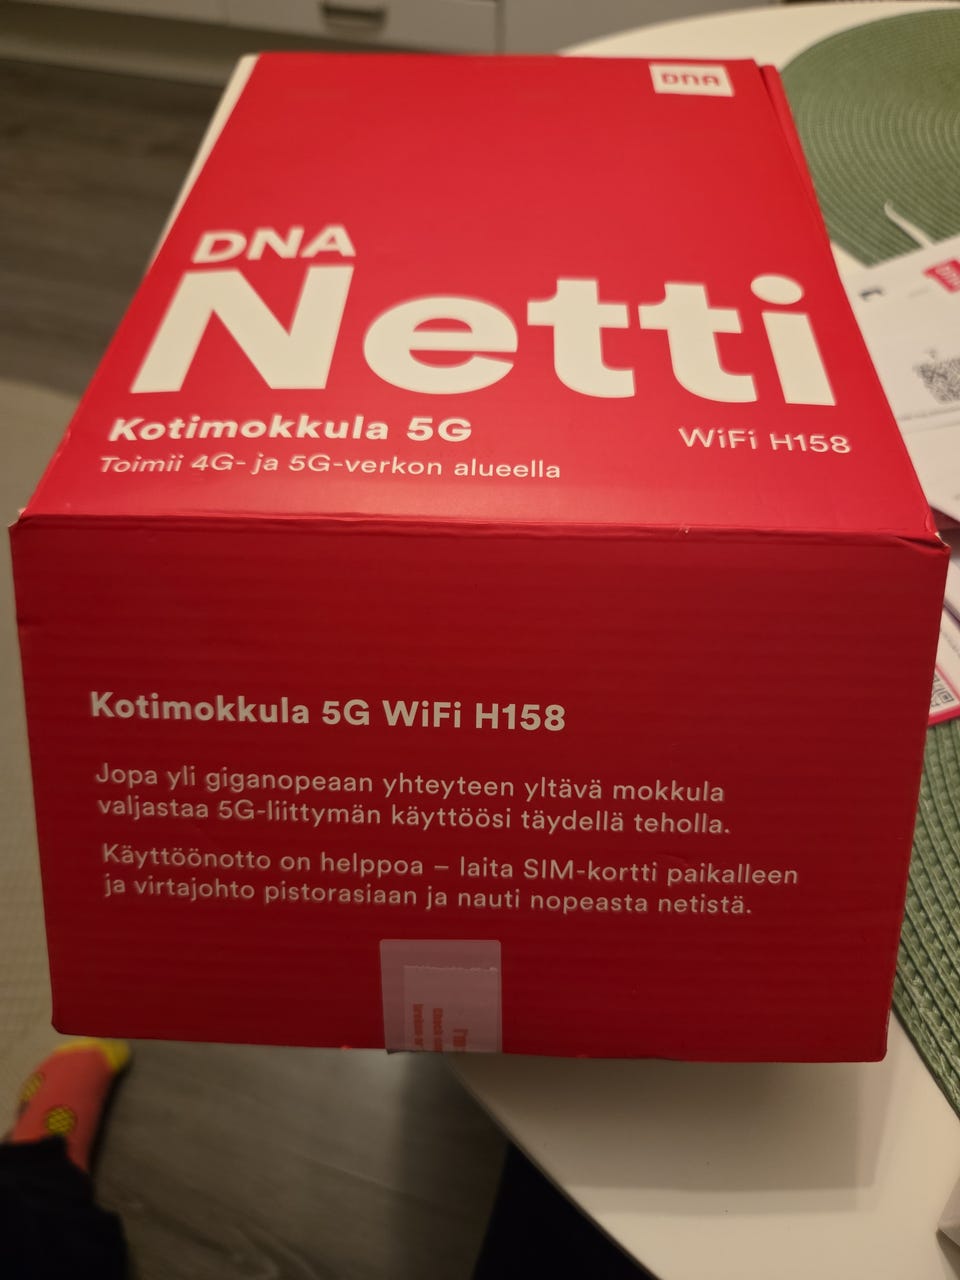 DNA
DNA
Netti
Kotimokkula 5G
WiFi H158
Toimii 4G- ja 5G-verkon alueella
Kotimokkula 5G WiFi H158
Jopa yli giganopeaan yhteyteen yltävä mokkula
valjastaa 5G-liittymän käyttöösi täydellä teholla.
Käyttöönotto on helppoa – laita SIM-kortti paikalleen
ja virtajohto pistorasiaan ja nauti nopeasta netistä.